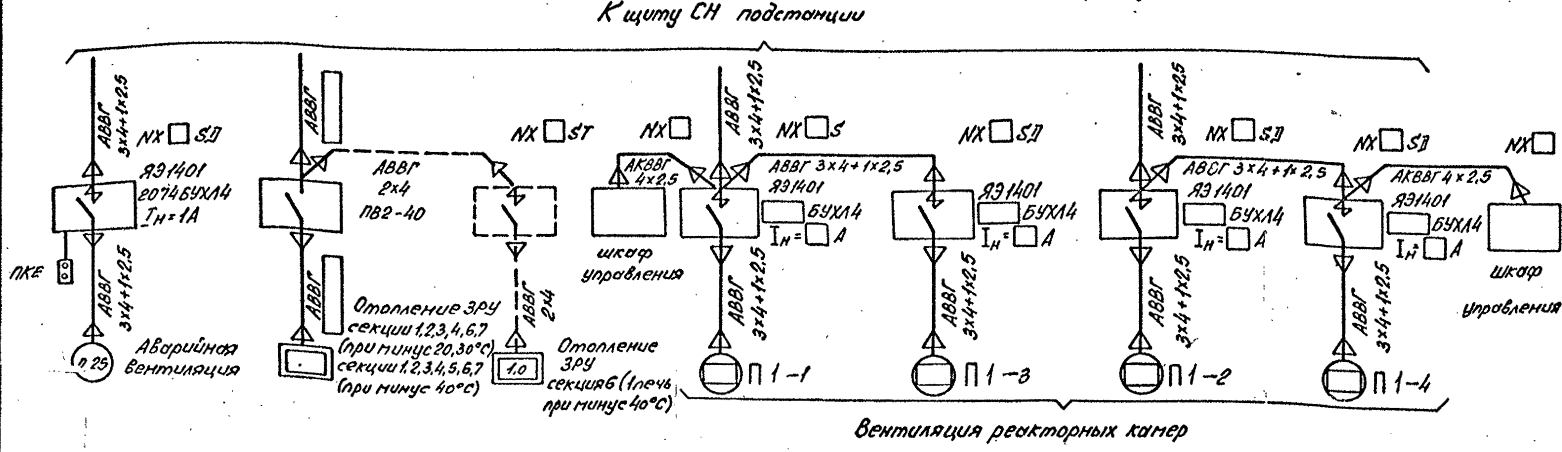 К щиту СН подстанции
АВВГ
3х4+1х2,5
NX SД
ЯЭ1401
2074БУХЛ4
Iн=1А
ПКЕ
АВВГ
3х4+1х2,5
Аварийная
вентиляция
АВВГ
АВВГ
2х4
ПВ2-40
NX ST
АВВГ
Отопление ЗРУ
секции 1,2,3,4,6,7
(при минус 20,30°С)
секции 1,2,3,4,5,6,7
(при минус 40°С)
АВВГ
2х4
1.0
Отопление
ЗРУ
секция 6 (1 печь
при минус 40°С)
NX
АКВВГ
4х2,5
шкаф
управления
АВВГ
3х4+1х2,5
NX S
АВВГ 3х4+1х2,5
ЯЭ1401
БУХЛ4
Iн= А
АВВГ
3х4+1х2,5
П1-1
NX SД
ЯЭ1401
БУХЛ4
Iн= А
АВВГ
3х4+1х2,5
П1-3
АВВГ
3х4+1х2,5
NX SД
АВВГ 3х4+1х2,5
ЯЭ1401
БУХЛ4
Iн= А
АВВГ
3х4+1х2,5
П1-2
NX SД
АКВВГ 4х2,5
ЯЭ1401
БУХЛ4
Iн= А
АВВГ
3х4+1х2,5
П1-4
NX
шкаф
управления
Вентиляция реакторных камер